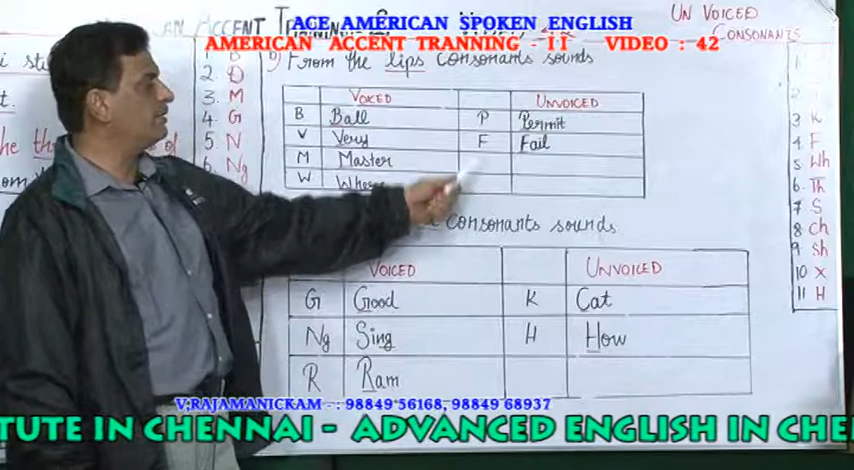 ACE AMERICAN SPOKEN ENGLISH
AMERICAN ACCENT TRANNING - II VIDEO : 42
UN VOICED
CONSONANTS
From the lips consonants sounds
VOICED UNVOICED
B Ball P Permit
V Very F Fail
M Master
W Where
consonants sounds
VOICED UNVOICED
G Good K Cat
Ng Sing H How
R Ram
2. D
3. M
4. G
5. N
6. Ng
1
3 K
4 F
5 Wh
6 Th
7 S
8 Ch
9 Sh
10 X
11 H
V.RAJAMANICKAM - : 98849 56168, 98849 68937
TUTE IN CHENNAI - ADVANCED ENGLISH IN CHE